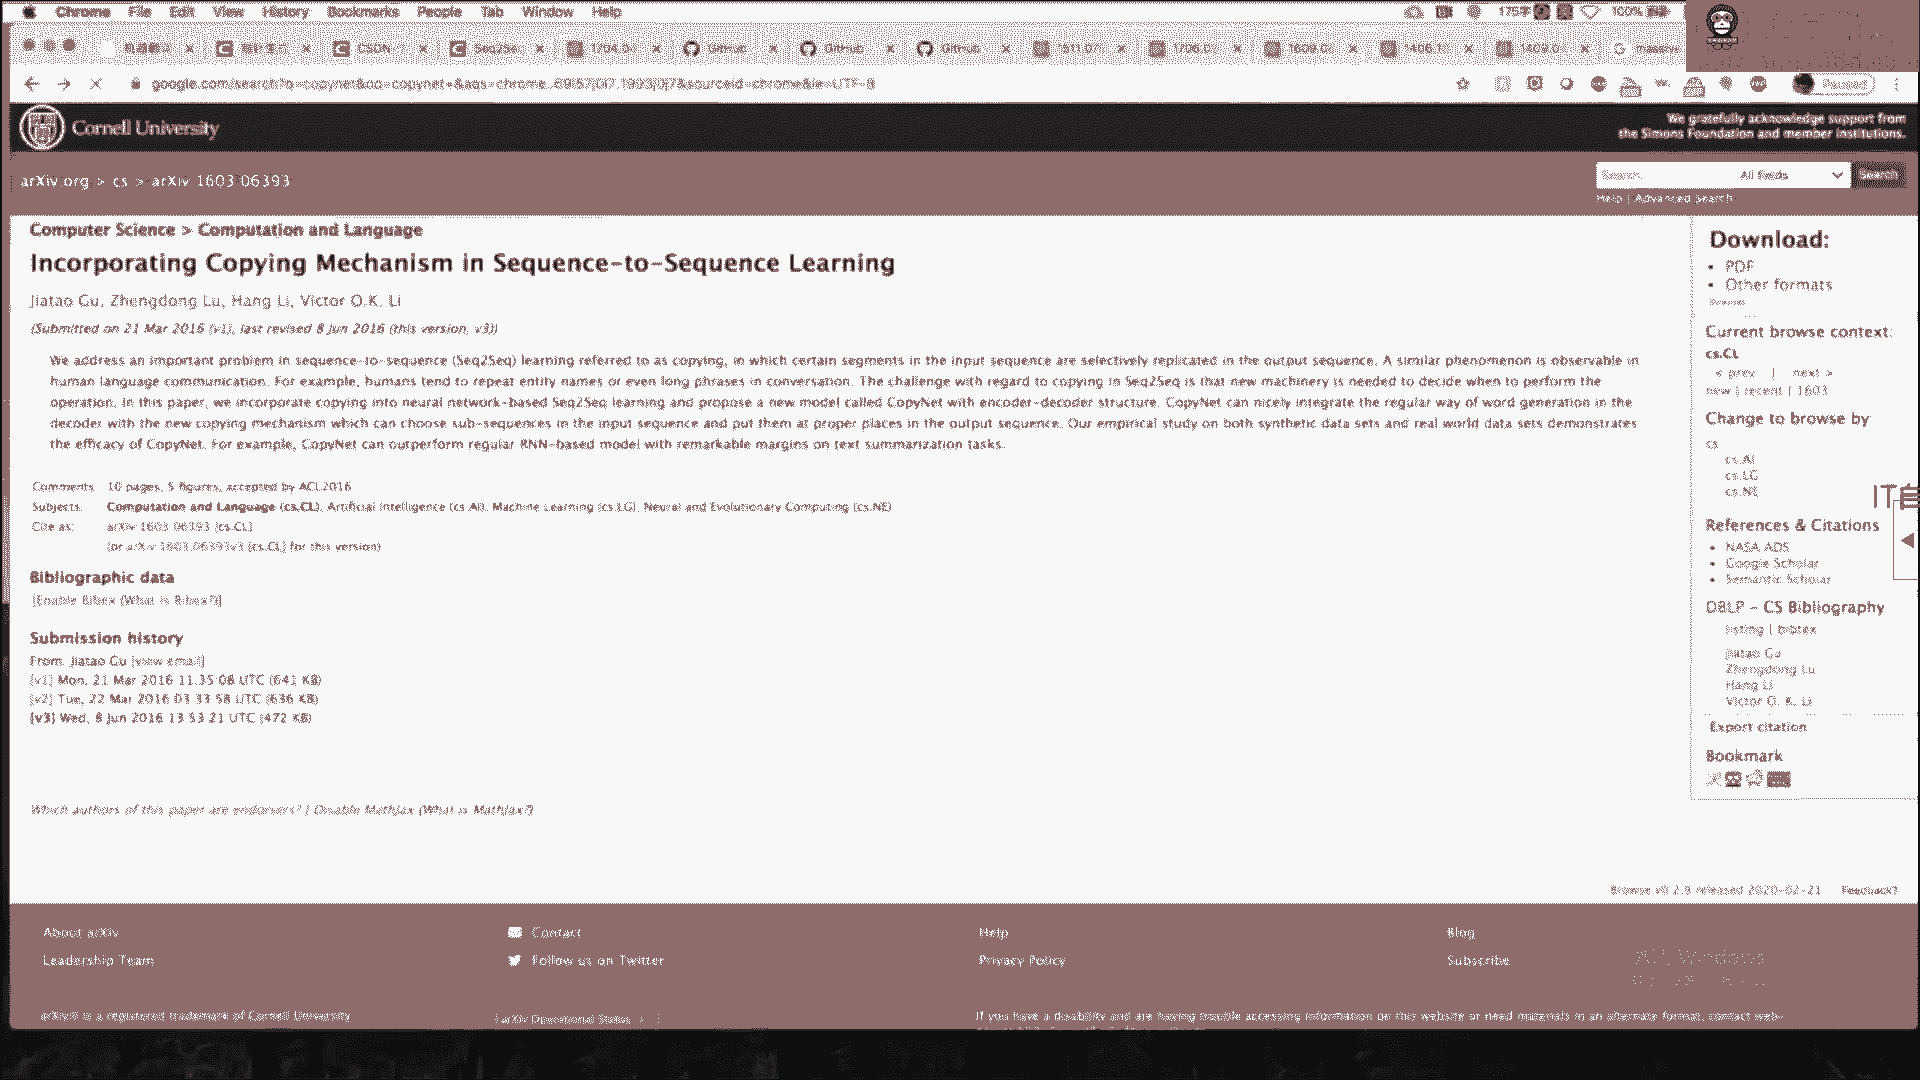 Chrome File Edit View History Bookmarks People Tab Window Help 100%
CSDN Seq2Se 1704.0 GitHub GitHub GitHub 1511.07 1706.0 1609.0 1406.1 1409.0 massive
google.com/search?q=copynet&oq=copynet+&aqs=chrome..69i57j0l7.1993j0j7&sourceid=chrome&ie=UTF-8 Paused
Cornell University
We gratefully acknowledge support from
the Simons Foundation and member institutions.
arXiv.org > cs > arXiv:1603.06393
Search... All fields Search
Help | Advanced Search
Computer Science > Computation and Language
Incorporating Copying Mechanism in Sequence-to-Sequence Learning
Jiatao Gu, Zhengdong Lu, Hang Li, Victor O.K. Li
(Submitted on 21 Mar 2016 (v1), last revised 8 Jun 2016 (this version, v3))
We address an important problem in sequence-to-sequence (Seq2Seq) learning referred to as copying, in which certain segments in the input sequence are selectively replicated in the output sequence. A similar phenomenon is observable in
human language communication. For example, humans tend to repeat entity names or even long phrases in conversation. The challenge with regard to copying in Seq2Seq is that new machinery is needed to decide when to perform the
operation. In this paper, we incorporate copying into neural network-based Seq2Seq learning and propose a new model called CopyNet with encoder-decoder structure. CopyNet can nicely integrate the regular way of word generation in the
decoder with the new copying mechanism which can choose sub-sequences in the input sequence and put them at proper places in the output sequence. Our empirical study on both synthetic data sets and real world data sets demonstrates
the efficacy of CopyNet. For example, CopyNet can outperform regular RNN-based model with remarkable margins on text summarization tasks.
Comments: 10 pages, 5 figures, accepted by ACL2016
Subjects: Computation and Language (cs.CL); Artificial Intelligence (cs.AI); Machine Learning (cs.LG); Neural and Evolutionary Computing (cs.NE)
Cite as: arXiv:1603.06393 [cs.CL]
(or arXiv:1603.06393v3 [cs.CL] for this version)
Bibliographic data
[Enable Bibex (What is Bibex?)]
Submission history
From: Jiatao Gu [view email]
[v1] Mon, 21 Mar 2016 11:35:08 UTC (641 KB)
[v2] Tue, 22 Mar 2016 03:33:58 UTC (636 KB)
[v3] Wed, 8 Jun 2016 13:53:21 UTC (472 KB)
Which authors of this paper are endorsers? | Disable MathJax (What is MathJax?)
Download:
• PDF
• Other formats
Current browse context:
cs.CL
< prev | next >
new | recent | 1603
Change to browse by:
cs
cs.AI
cs.LG
cs.NE
References & Citations
• NASA ADS
• Google Scholar
• Semantic Scholar
DBLP - CS Bibliography
listing | bibtex
Jiatao Gu
Zhengdong Lu
Hang Li
Victor O. K. Li
Export citation
Bookmark
IT
Browse v0.2.9 released 2020-02-21 Feedback?
About arXiv
Leadership Team
Contact
Follow us on Twitter
Help
Privacy Policy
Blog
Subscribe
arXiv® is a registered trademark of Cornell University
arXiv Operational Status >
If you have a disability and are having trouble accessing information on this website or need materials in an alternate format, contact web-